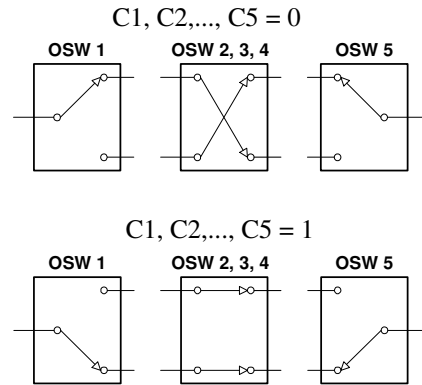 C1, C2,..., C5 = 0
OSW 1 OSW 2, 3, 4 OSW 5
C1, C2,..., C5 = 1
OSW 1 OSW 2, 3, 4 OSW 5